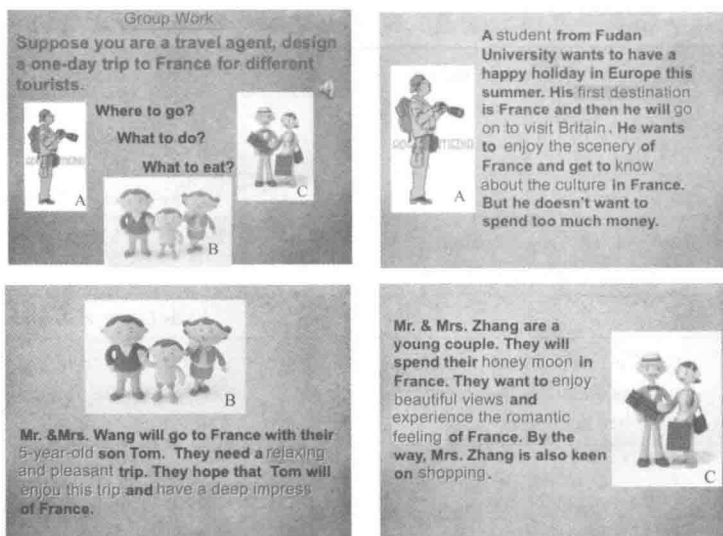 Group Work
Suppose you are a travel agent, design
a one-day trip to France for different
tourists.
Where to go?
What to do?
What to eat?
A
B
C
A student from Fudan
University wants to have a
happy holiday in Europe this
summer. His first destination
is France and then he will go
on to visit Britain. He wants
to enjoy the scenery of
France and get to know
about the culture in France.
But he doesn't want to
spend too much money.
A
B
Mr. &Mrs. Wang will go to France with their
5-year-old son Tom. They need a relaxing
and pleasant trip. They hope that Tom will
enjou this trip and have a deep impress
of France.
Mr. & Mrs. Zhang are a
young couple. They will
spend their honey moon in
France. They want to enjoy
beautiful views and
experience the romantic
feeling of France. By the
way, Mrs. Zhang is also keen
on shopping.
C